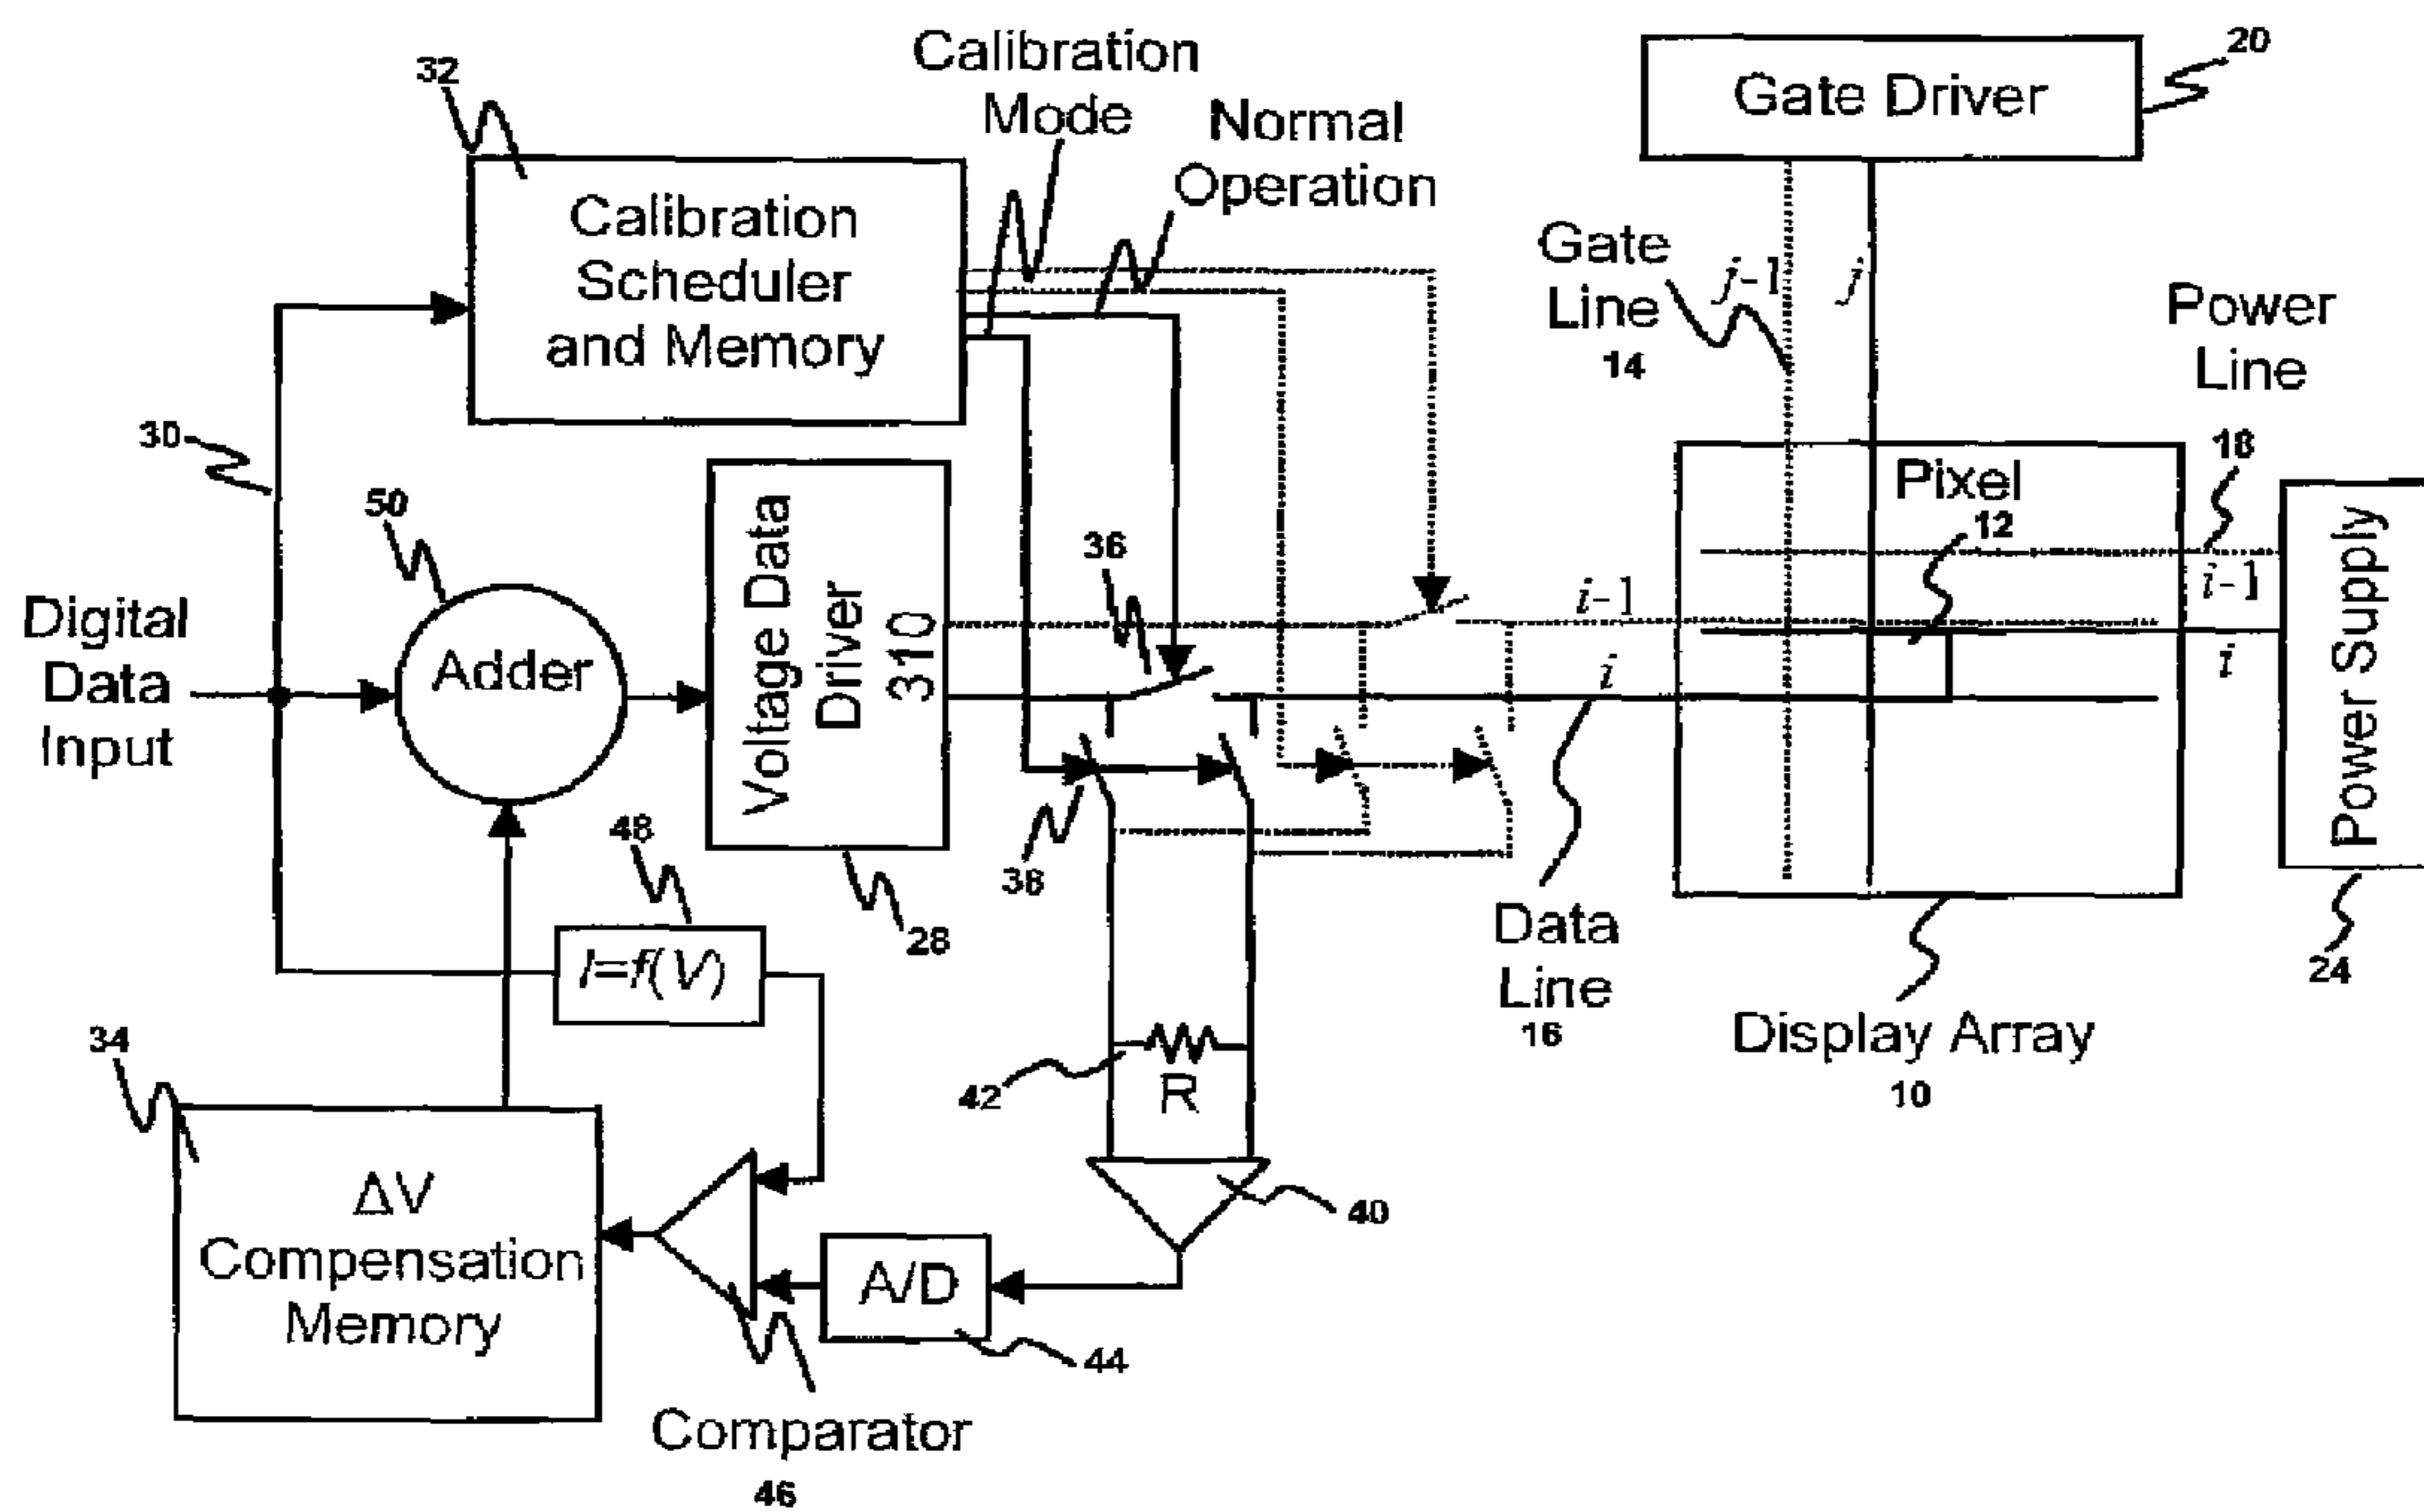 32
Calibration
Mode
Normal
Operation
Gate Driver
20
Calibration
Scheduler
and Memory
Gate
Line
14
j-1
j
Power
Line
30
50
Adder
Digital
Data
Input
Voltage Data
Driver
310
28
36
38
i-1
i
Pixel
12
18
i-1
i
Power Supply
24
48
I=f(V)
Data
Line
16
Display Array
10
34
ΔV
Compensation
Memory
42
R
40
A/D
44
Comparator
46